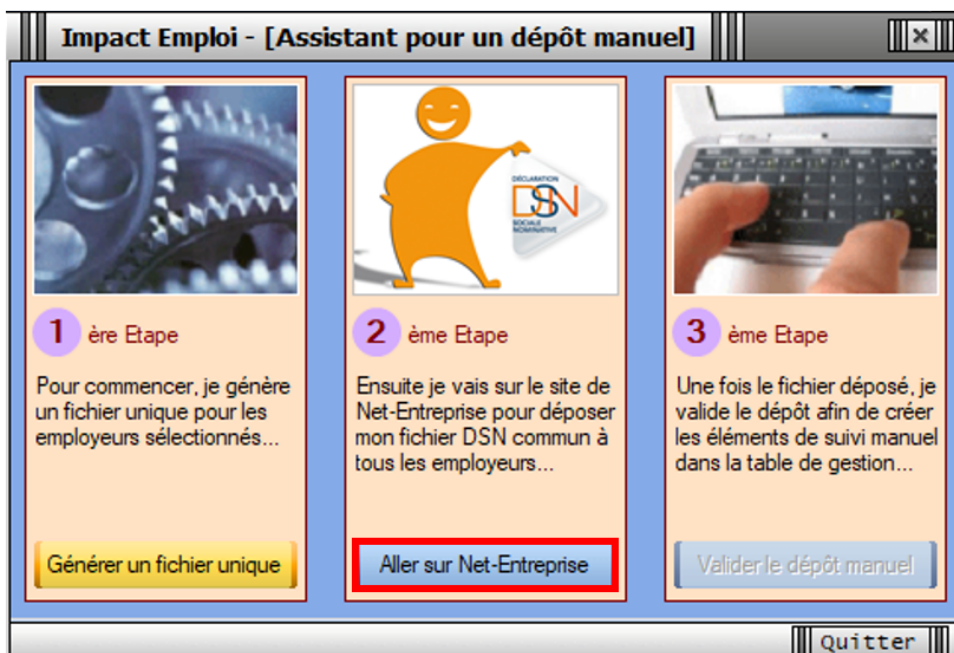 Impact Emploi - [Assistant pour un dépôt manuel]
DÉCLARATION
DSN
SOCIALE
NOMINATIVE
1 ère Etape
Pour commencer, je génère
un fichier unique pour les
employeurs sélectionnés...
Générer un fichier unique
2 ème Etape
Ensuite je vais sur le site de
Net-Entreprise pour déposer
mon fichier DSN commun à
tous les employeurs...
Aller sur Net-Entreprise
3 ème Etape
Une fois le fichier déposé, je
valide le dépôt afin de créer
les éléments de suivi manuel
dans la table de gestion...
Valider le dépôt manuel
Quitter